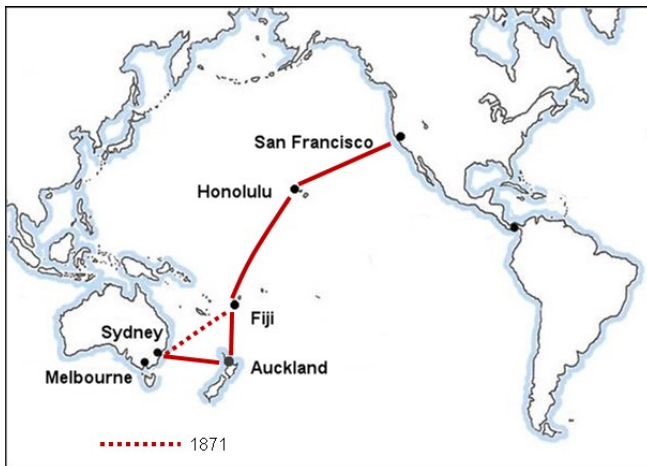 San Francisco
Honolulu
Fiji
Sydney
Auckland
Melbourne
1871